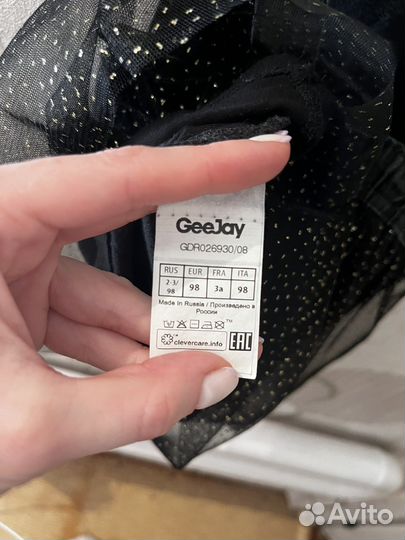 GeeJay
GDR026930/08
RUS EUR FRA ITA
2-3/98 98 3a 98
Made in Russia / Произведено в
России
TM
clevercare.info EAC
Avito